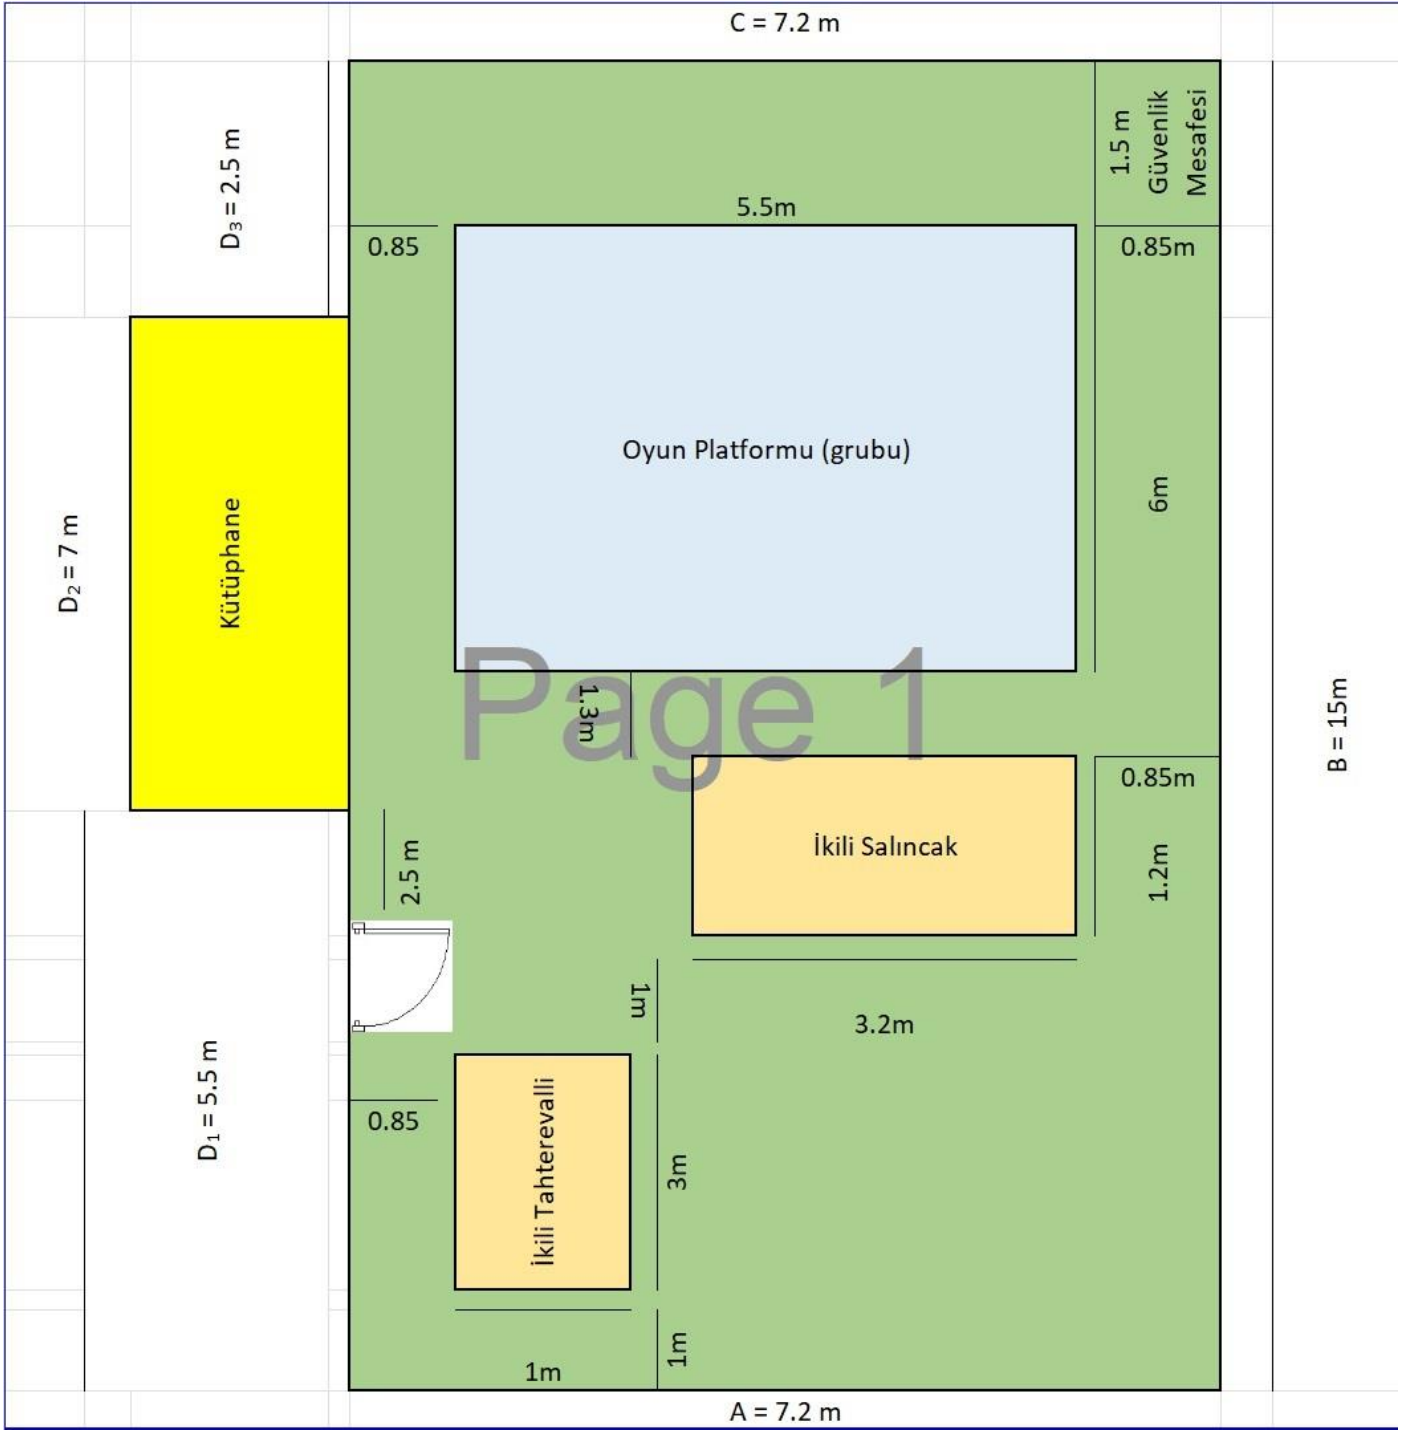 C = 7.2 m
D₃ = 2.5 m
1.5 m
Güvenlik
Mesafesi
5.5m
0.85
0.85m
Oyun Platformu (grubu)
6m
Kütüphane
D₂ = 7 m
Page 1
1.3m
B = 15m
0.85m
İkili Salıncak
1.2m
2.5 m
1m
3.2m
D₁ = 5.5 m
0.85
İkili Tahterevalli
3m
1m
1m
A = 7.2 m